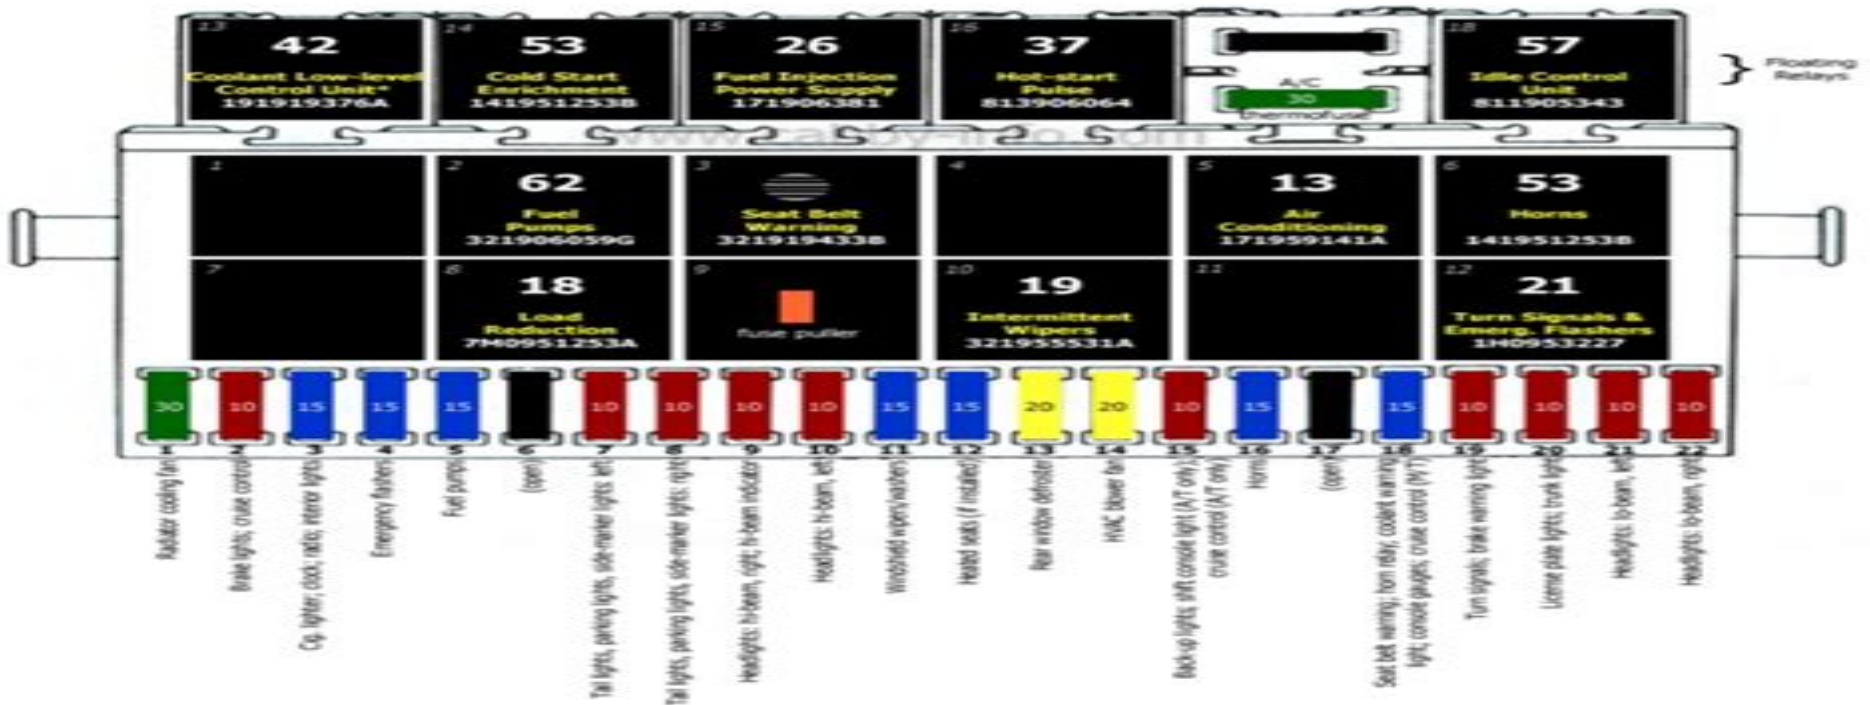 13
42
Coolant Low-level
Control Unit*
191919376A
14
53
Cold Start
Enrichment
141951253B
15
26
Fuel Injection
Power Supply
171906381
16
37
Hot-start
Pulse
813906064
A/C
30
thermofuse
18
57
Idle Control
Unit
811905343
Floating
Relays
1
2
62
Fuel
Pumps
321906059G
3
Seat Belt
Warning
321919433B
4
5
13
Air
Conditioning
171959141A
6
53
Horns
141951253B
7
8
18
Load
Reduction
7M0951253A
9
fuse puller
10
19
Intermittent
Wipers
321955531A
11
12
21
Turn Signals &
Emerg. Flashers
1H0953227
30 10 15 15 15 10 10 10 10 15 15 20 20 10 15 15 10 10 10 10
1 2 3 4 5 6 7 8 9 10 11 12 13 14 15 16 17 18 19 20 21 22
Radiator cooling fan
Brake lights; cruise control
Cig. lighter; clock; radio; interior lights
Emergency flashers
Fuel pumps
(open)
Tail lights, parking lights, side-marker lights: left
Tail lights, parking lights, side-marker lights: right
Headlights: hi-beam, right; hi-beam indicator
Headlights: hi-beam, left
Windshield wipers/washers
Heated seats (if installed)
Rear window defroster
HVAC blower fan
Back-up lights; shift console light (A/T only);
cruise control (A/T only)
Horns
(open)
Seat belt warning; horn relay; coolant warning
light; console gauges; cruise control (M/T)
Turn signals; brake warning light
License plate lights; trunk light
Headlights: lo-beam, left
Headlights: lo-beam, right